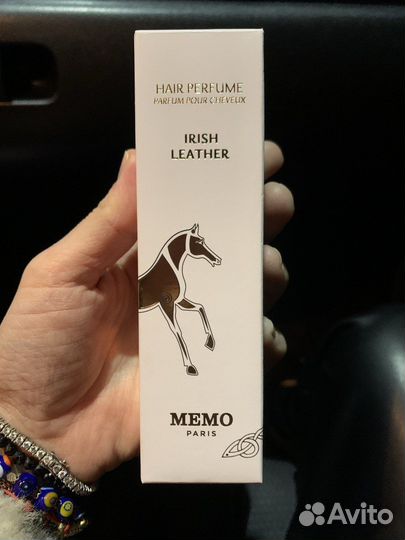 HAIR PERFUME
PARFUM POUR CHEVEUX
IRISH
LEATHER
MEMO
PARIS
Avito